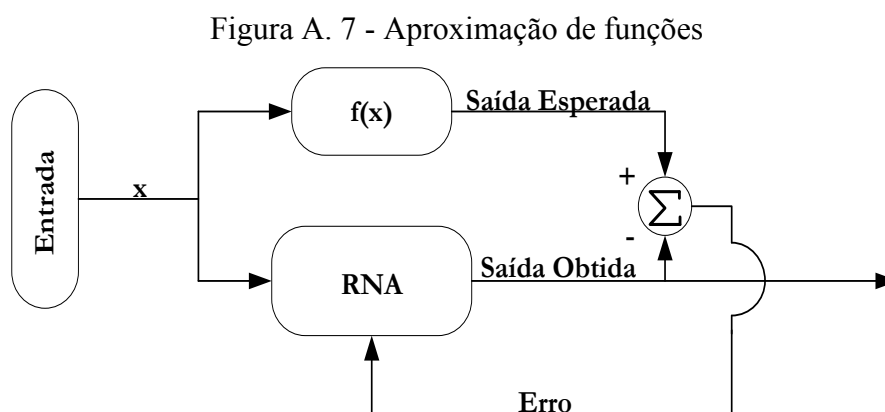 Figura A. 7 - Aproximação de funções
f(x)
Saída Esperada
Entrada
x
+
Σ
-
RNA
Saída Obtida
Erro